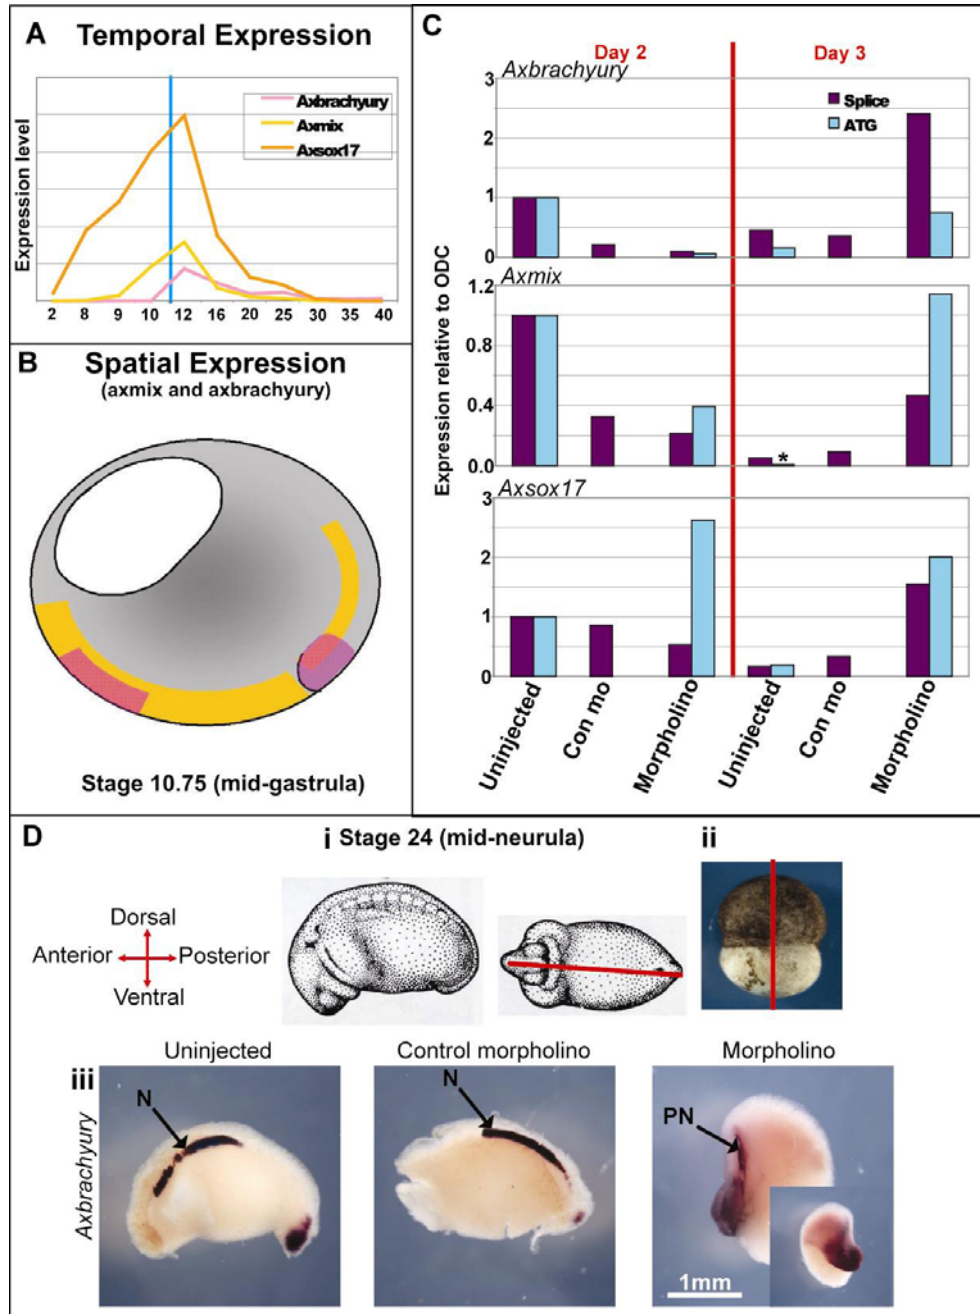 A Temporal Expression
Expression level
Axbrachyury
Axmix
Axsox17
2 8 9 10 12 16 20 25 30 35 40
B Spatial Expression
(axmix and axbrachyury)
Stage 10.75 (mid-gastrula)
C
Day 2 Day 3
Expression relative to ODC
Axbrachyury
Splice
ATG
3
2
1
0
Axmix
1.2
0.8
0.4
0.0
*
Axsox17
3
2
1
0
Uninjected Con mo Morpholino Uninjected Con mo Morpholino
D
i Stage 24 (mid-neurula) ii
Dorsal
Anterior Posterior
Ventral
Uninjected Control morpholino Morpholino
iii
Axbrachyury
N N PN
1mm